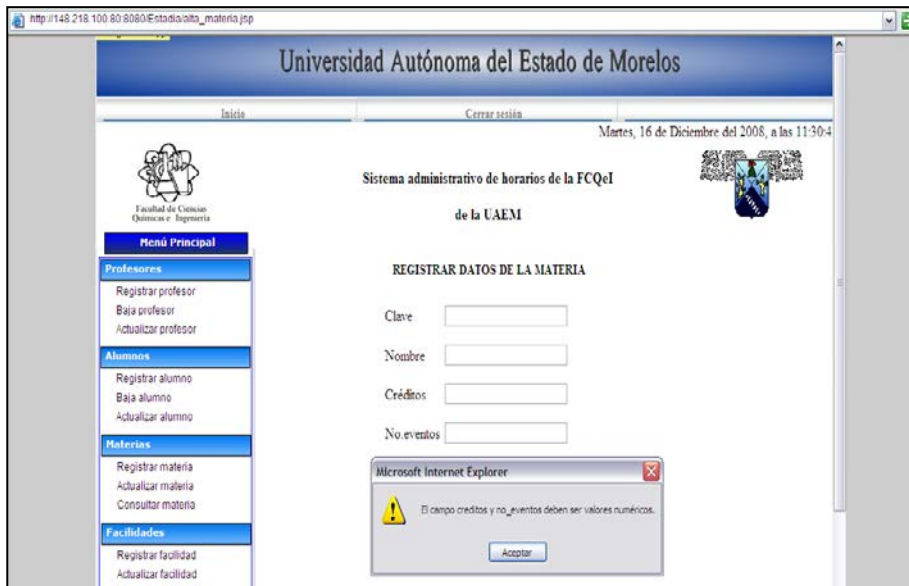 http://148.218.100.80:8080/Estadia/alta_materia.jsp
Universidad Autónoma del Estado de Morelos
Inicio
Cerrar sesión
Martes, 16 de Diciembre del 2008, a las 11:30:4
Facultad de Ciencias
Químicas e Ingeniería
Sistema administrativo de horarios de la FCQeI
de la UAEM
Menú Principal
Profesores
Registrar profesor
Baja profesor
Actualizar profesor
Alumnos
Registrar alumno
Baja alumno
Actualizar alumno
Materias
Registrar materia
Actualizar materia
Consultar materia
Facilidades
Registrar facilidad
Actualizar facilidad
REGISTRAR DATOS DE LA MATERIA
Clave
Nombre
Créditos
No.eventos
Microsoft Internet Explorer
El campo creditos y no_eventos deben ser valores numéricos.
Aceptar